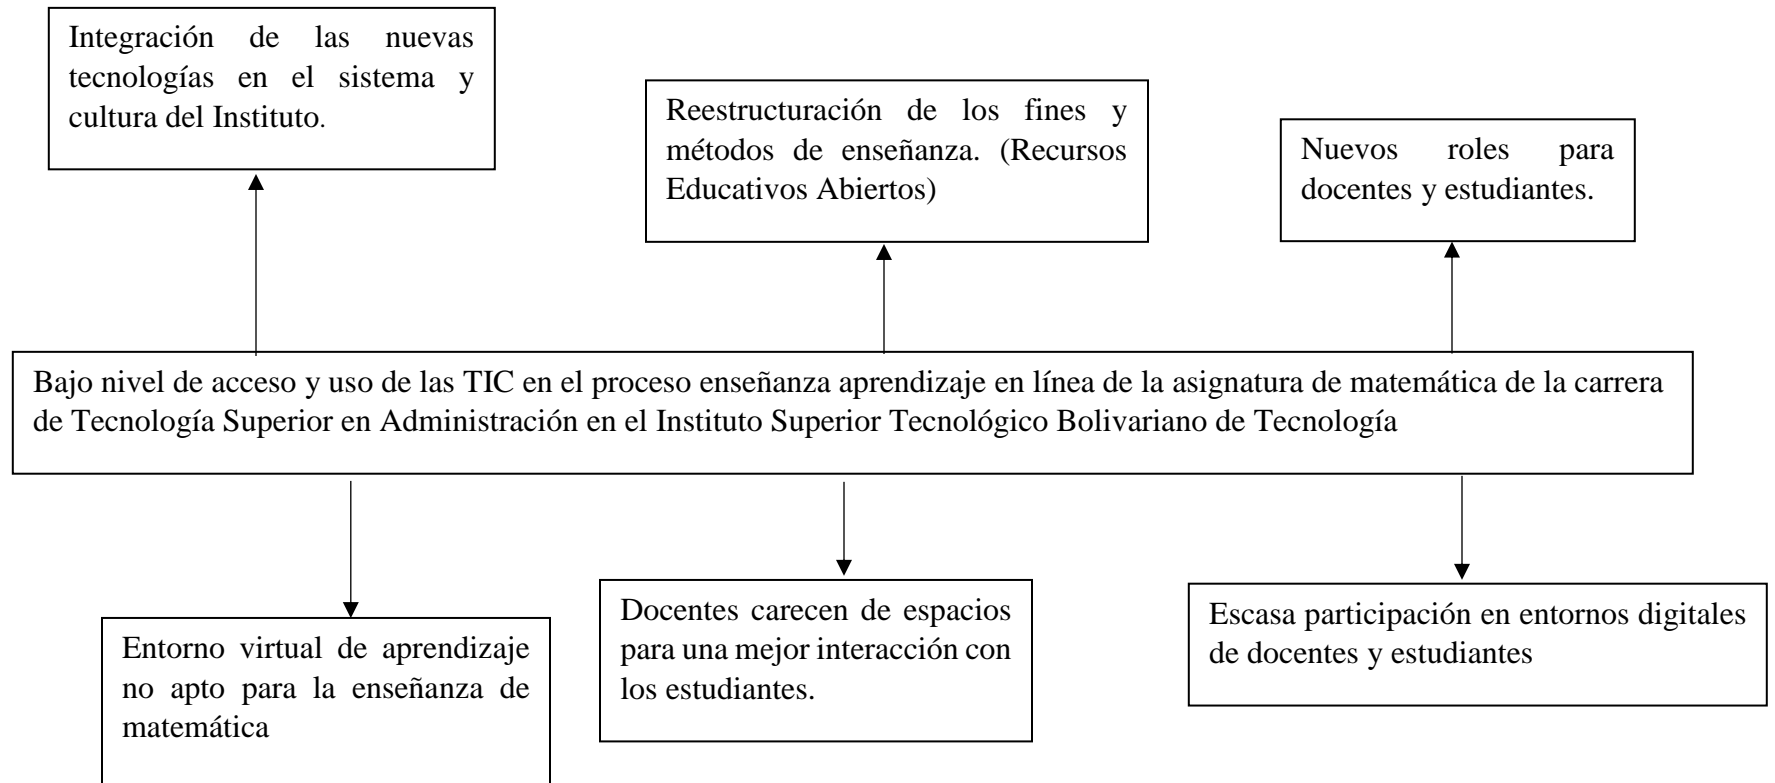 Integración de las nuevas
tecnologías en el sistema y
cultura del Instituto.
Reestructuración de los fines y
métodos de enseñanza. (Recursos
Educativos Abiertos)
Nuevos roles para
docentes y estudiantes.
Bajo nivel de acceso y uso de las TIC en el proceso enseñanza aprendizaje en línea de la asignatura de matemática de la carrera
de Tecnología Superior en Administración en el Instituto Superior Tecnológico Bolivariano de Tecnología
Entorno virtual de aprendizaje
no apto para la enseñanza de
matemática
Docentes carecen de espacios
para una mejor interacción con
los estudiantes.
Escasa participación en entornos digitales
de docentes y estudiantes